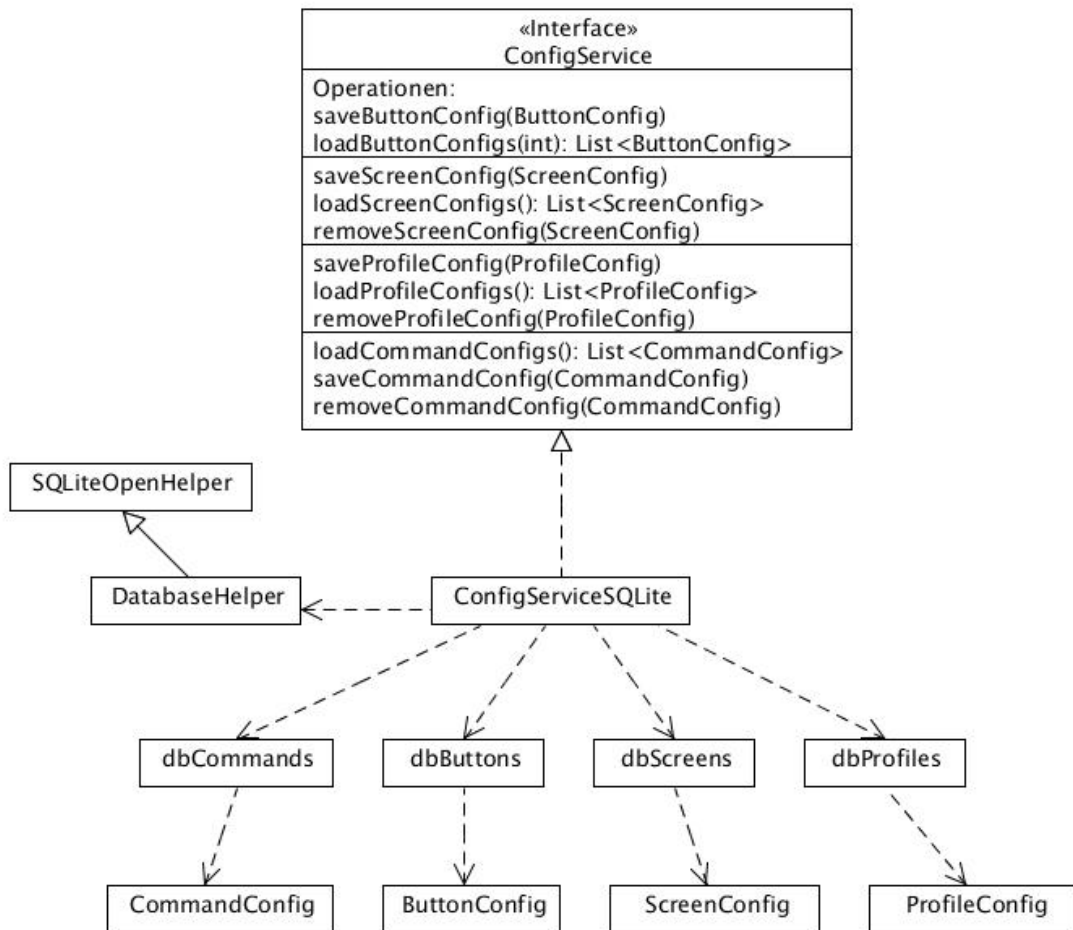 «Interface»
ConfigService
Operationen:
saveButtonConfig(ButtonConfig)
loadButtonConfigs(int): List<ButtonConfig>
saveScreenConfig(ScreenConfig)
loadScreenConfigs(): List<ScreenConfig>
removeScreenConfig(ScreenConfig)
saveProfileConfig(ProfileConfig)
loadProfileConfigs(): List<ProfileConfig>
removeProfileConfig(ProfileConfig)
loadCommandConfigs(): List<CommandConfig>
saveCommandConfig(CommandConfig)
removeCommandConfig(CommandConfig)
SQLiteOpenHelper
DatabaseHelper
ConfigServiceSQLite
dbCommands
dbButtons
dbScreens
dbProfiles
CommandConfig
ButtonConfig
ScreenConfig
ProfileConfig